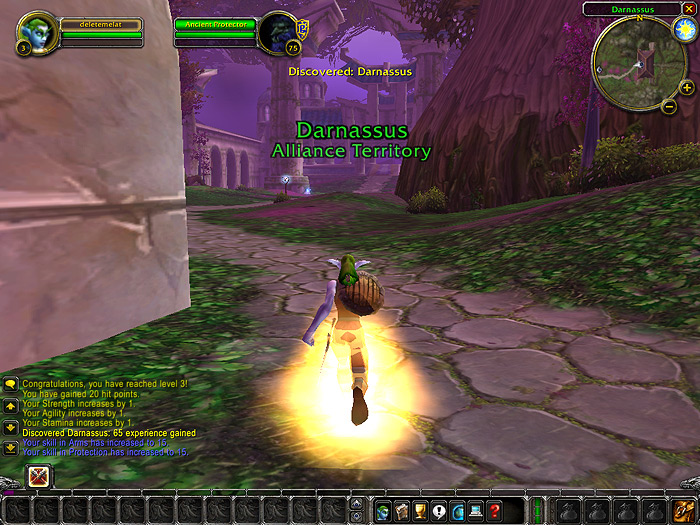 deletemelat
3
Ancient Protector
75
Darnassus
N
Discovered: Darnassus
Darnassus
Alliance Territory
Congratulations, you have reached level 3!
You have gained 20 hit points.
Your Strength increases by 1.
Your Agility increases by 1.
Your Stamina increases by 1.
Discovered Darnassus: 65 experience gained
Your skill in Arms has increased to 15.
Your skill in Protection has increased to 15.